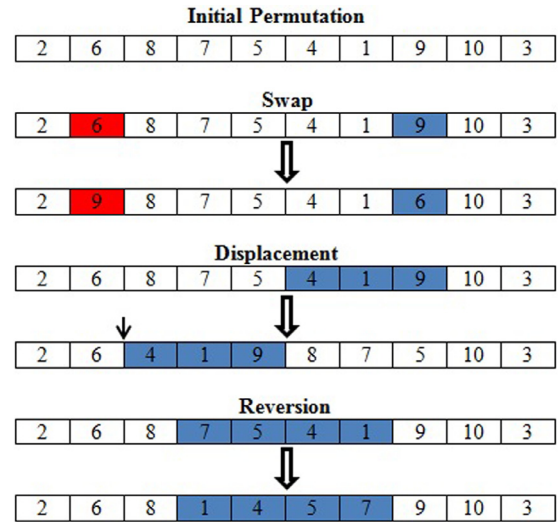 Initial Permutation
2 6 8 7 5 4 1 9 10 3
Swap
2 6 8 7 5 4 1 9 10 3
2 9 8 7 5 4 1 6 10 3
Displacement
2 6 8 7 5 4 1 9 10 3
2 6 4 1 9 8 7 5 10 3
Reversion
2 6 8 7 5 4 1 9 10 3
2 6 8 1 4 5 7 9 10 3